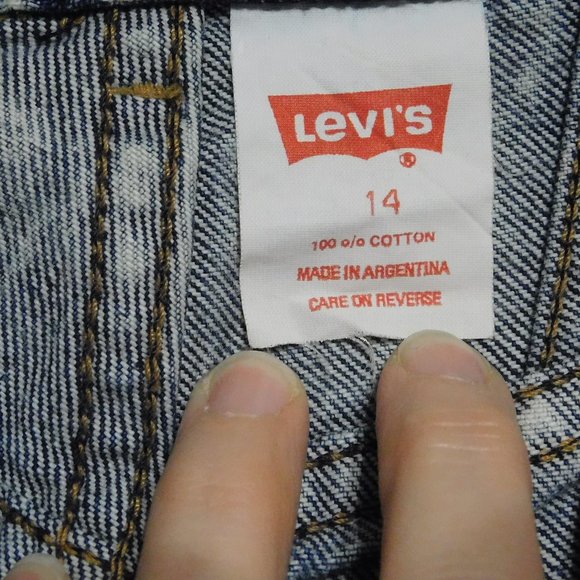 LEVI'S
®
14
100 o/o COTTON
MADE IN ARGENTINA
CARE ON REVERSE